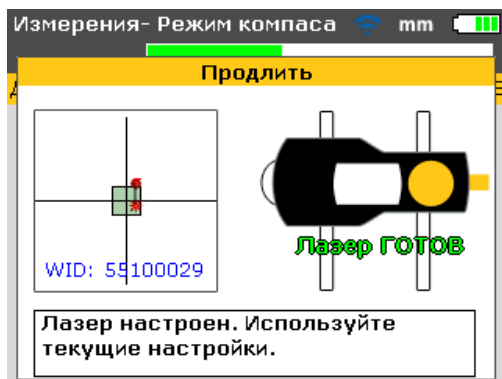 Измерения- Режим компаса mm
Продлить
WID: 55100029
Лазер ГОТОВ
Лазер настроен. Используйте
текущие настройки.